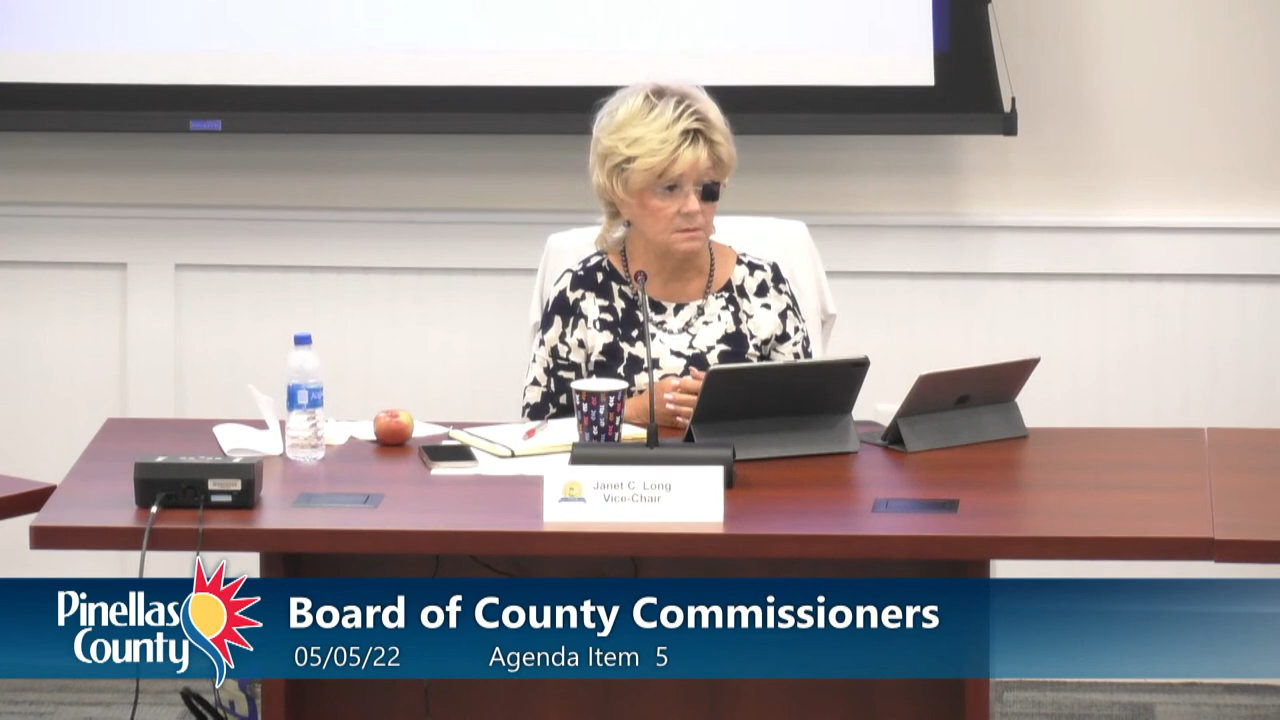 Janet C. Long
Vice-Chair
Pinellas
County
Board of County Commissioners
05/05/22 Agenda Item 5